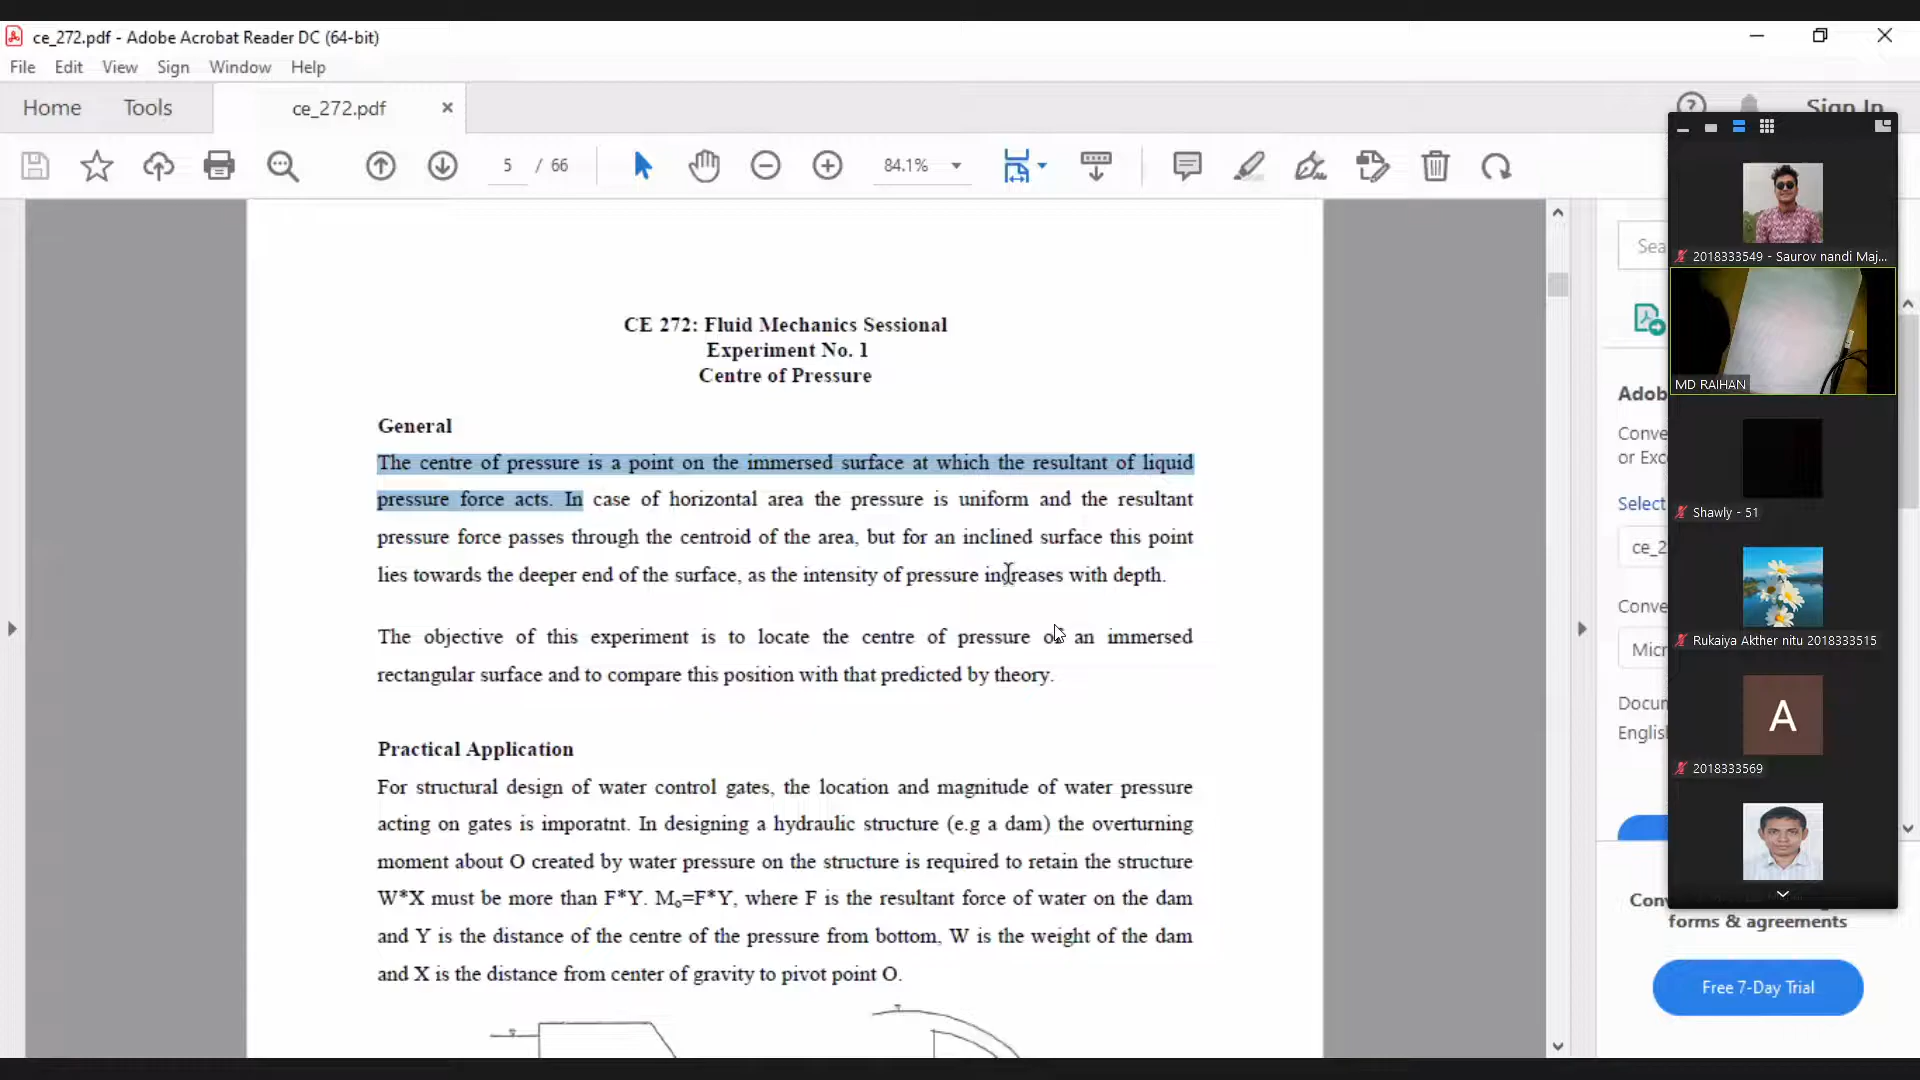 ce_272.pdf - Adobe Acrobat Reader DC (64-bit)
File Edit View Sign Window Help
Home Tools ce_272.pdf
Sign In
5 / 66 84.1%
CE 272: Fluid Mechanics Sessional
Experiment No. 1
Centre of Pressure
General
The centre of pressure is a point on the immersed surface at which the resultant of liquid
pressure force acts. In case of horizontal area the pressure is uniform and the resultant
pressure force passes through the centroid of the area, but for an inclined surface this point
lies towards the deeper end of the surface, as the intensity of pressure increases with depth.
The objective of this experiment is to locate the centre of pressure of an immersed
rectangular surface and to compare this position with that predicted by theory.
Practical Application
For structural design of water control gates, the location and magnitude of water pressure
acting on gates is imporatnt. In designing a hydraulic structure (e.g a dam) the overturning
moment about O created by water pressure on the structure is required to retain the structure
W*X must be more than F*Y. Mo=F*Y, where F is the resultant force of water on the dam
and Y is the distance of the centre of the pressure from bottom, W is the weight of the dam
and X is the distance from center of gravity to pivot point O.
Sea
Adob
Conve
or Exc
Select
ce_2
Conve
Micr
Docum
English
Conv
forms & agreements
Free 7-Day Trial
2018333549 - Saurov nandi Maj...
MD RAIHAN
Shawly - 51
Rukaiya Akther nitu 2018333515
A
2018333569